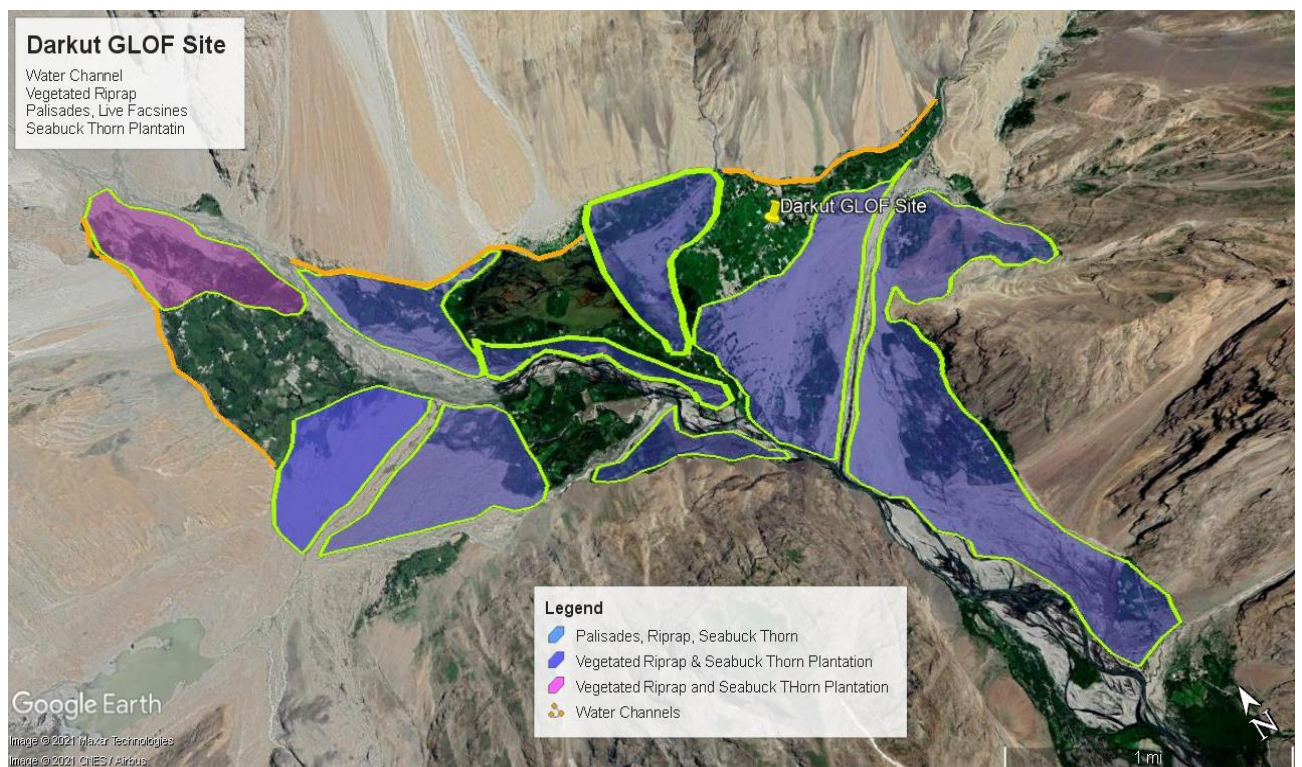 Darkut GLOF Site
Water Channel
Vegetated Riprap
Palisades, Live Facsines
Seabuck Thorn Plantatin
Darkut GLOF Site
Legend
Palisades, Riprap, Seabuck Thorn
Vegetated Riprap & Seabuck Thorn Plantation
Vegetated Riprap and Seabuck THorn Plantation
Water Channels
Google Earth
Image © 2021 Maxar Technologies
Image © 2021 CNES / Airbus
N
1 mi